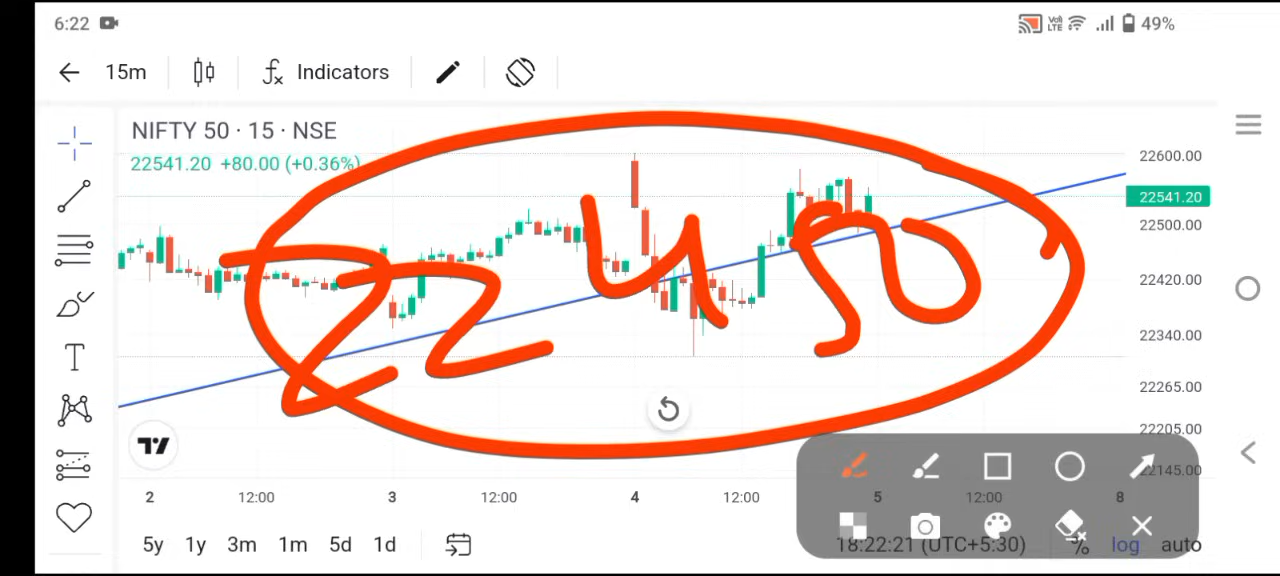 6:22 Vo) LTE 49%
15m Indicators
NIFTY 50 · 15 · NSE
22541.20 +80.00 (+0.36%)
22600.00
22541.20
22500.00
22420.00
22340.00
22265.00
22205.00
22145.00
22450
2 12:00 3 12:00 4 12:00 5 12:00 8
5y 1y 3m 1m 5d 1d 18:22:21 (UTC+5:30) % log auto